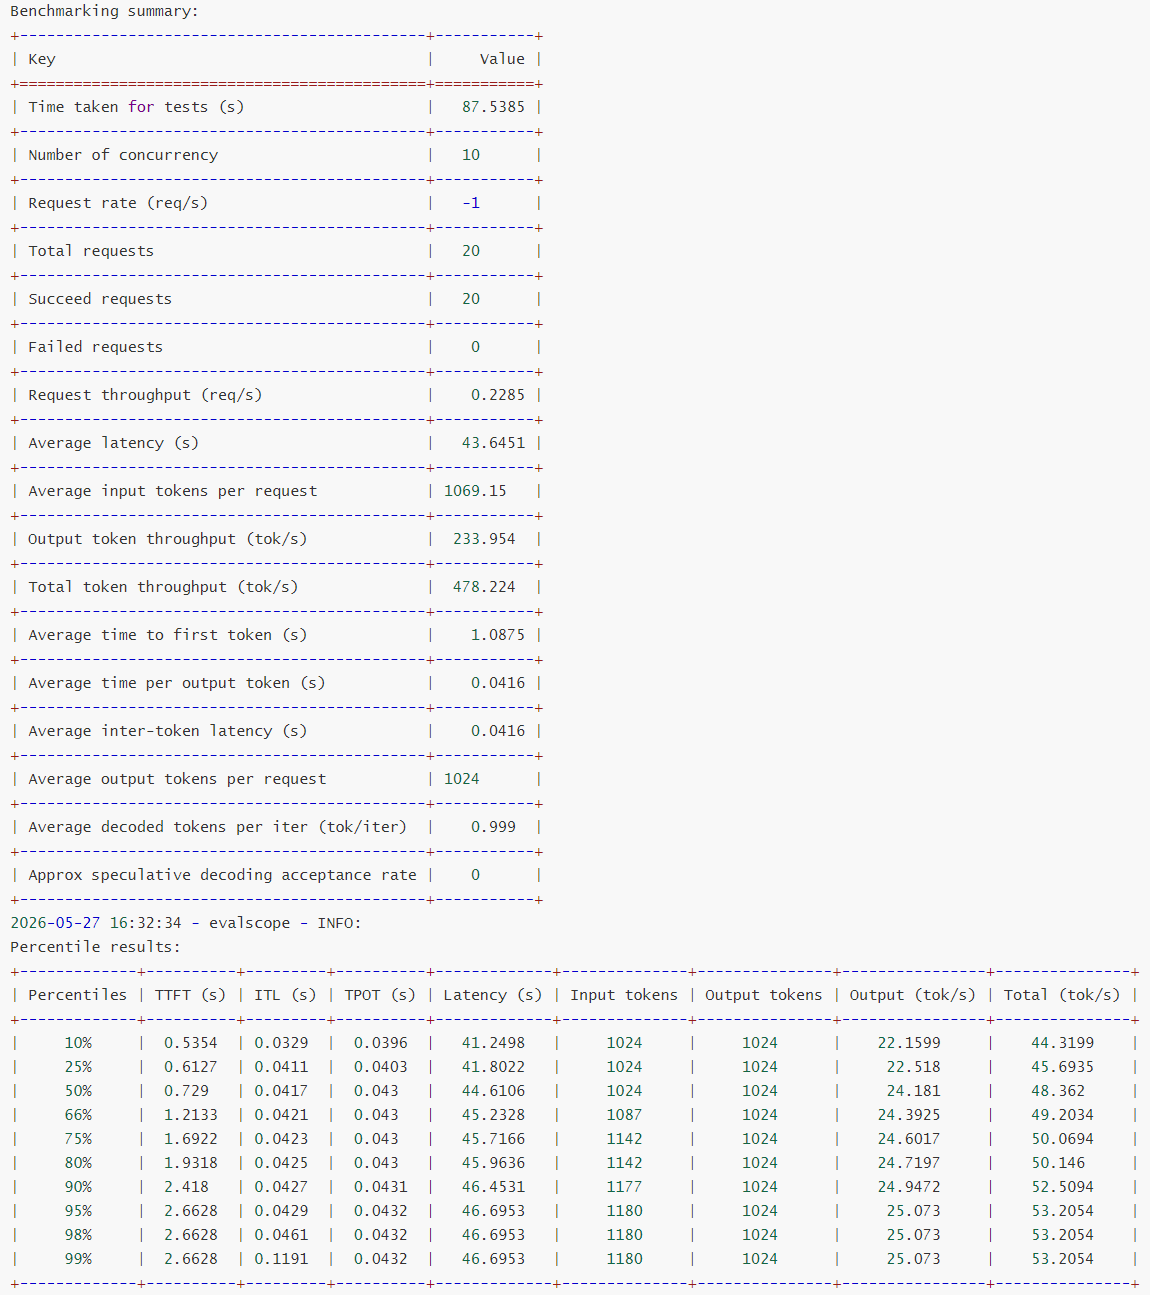 Benchmarking summary:
+---------------------------------------------+-----------+
| Key                                         |     Value |
+=============================================+===========+
| Time taken for tests (s)                    |   87.5385 |
+---------------------------------------------+-----------+
| Number of concurrency                       |   10      |
+---------------------------------------------+-----------+
| Request rate (req/s)                        |   -1      |
+---------------------------------------------+-----------+
| Total requests                              |   20      |
+---------------------------------------------+-----------+
| Succeed requests                            |   20      |
+---------------------------------------------+-----------+
| Failed requests                             |    0      |
+---------------------------------------------+-----------+
| Request throughput (req/s)                  |    0.2285 |
+---------------------------------------------+-----------+
| Average latency (s)                         |   43.6451 |
+---------------------------------------------+-----------+
| Average input tokens per request            | 1069.15   |
+---------------------------------------------+-----------+
| Output token throughput (tok/s)             |  233.954  |
+---------------------------------------------+-----------+
| Total token throughput (tok/s)              |  478.224  |
+---------------------------------------------+-----------+
| Average time to first token (s)             |    1.0875 |
+---------------------------------------------+-----------+
| Average time per output token (s)           |    0.0416 |
+---------------------------------------------+-----------+
| Average inter-token latency (s)             |    0.0416 |
+---------------------------------------------+-----------+
| Average output tokens per request           | 1024      |
+---------------------------------------------+-----------+
| Average decoded tokens per iter (tok/iter)  |    0.999  |
+---------------------------------------------+-----------+
| Approx speculative decoding acceptance rate |    0      |
+---------------------------------------------+-----------+
2026-05-27 16:32:34 - evalscope - INFO:
Percentile results:
+-------------+----------+---------+----------+-------------+--------------+---------------+----------------+---------------+
| Percentiles | TTFT (s) | ITL (s) | TPOT (s) | Latency (s) | Input tokens | Output tokens | Output (tok/s) | Total (tok/s) |
+-------------+----------+---------+----------+-------------+--------------+---------------+----------------+---------------+
|     10%     |  0.5354  | 0.0329  |  0.0396  |   41.2498   |     1024     |     1024      |    22.1599     |    44.3199    |
|     25%     |  0.6127  | 0.0411  |  0.0403  |   41.8022   |     1024     |     1024      |     22.518     |    45.6935    |
|     50%     |  0.729   | 0.0417  |  0.043   |   44.6106   |     1024     |     1024      |     24.181     |    48.362     |
|     66%     |  1.2133  | 0.0421  |  0.043   |   45.2328   |     1087     |     1024      |    24.3925     |    49.2034    |
|     75%     |  1.6922  | 0.0423  |  0.043   |   45.7166   |     1142     |     1024      |    24.6017     |    50.0694    |
|     80%     |  1.9318  | 0.0425  |  0.043   |   45.9636   |     1142     |     1024      |    24.7197     |    50.146     |
|     90%     |  2.418   | 0.0427  |  0.0431  |   46.4531   |     1177     |     1024      |    24.9472     |    52.5094    |
|     95%     |  2.6628  | 0.0429  |  0.0432  |   46.6953   |     1180     |     1024      |     25.073     |    53.2054    |
|     98%     |  2.6628  | 0.0461  |  0.0432  |   46.6953   |     1180     |     1024      |     25.073     |    53.2054    |
|     99%     |  2.6628  | 0.1191  |  0.0432  |   46.6953   |     1180     |     1024      |     25.073     |    53.2054    |
+-------------+----------+---------+----------+-------------+--------------+---------------+----------------+---------------+